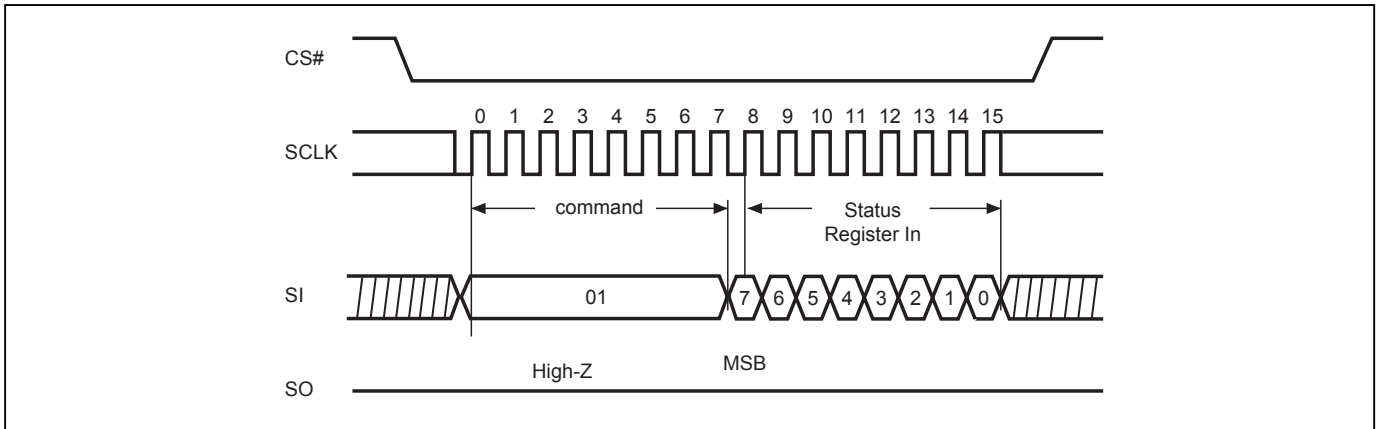 CS#
0 1 2 3 4 5 6 7 8 9 10 11 12 13 14 15
SCLK
command
Status
Register In
SI
01
7 6 5 4 3 2 1 0
High-Z
MSB
SO